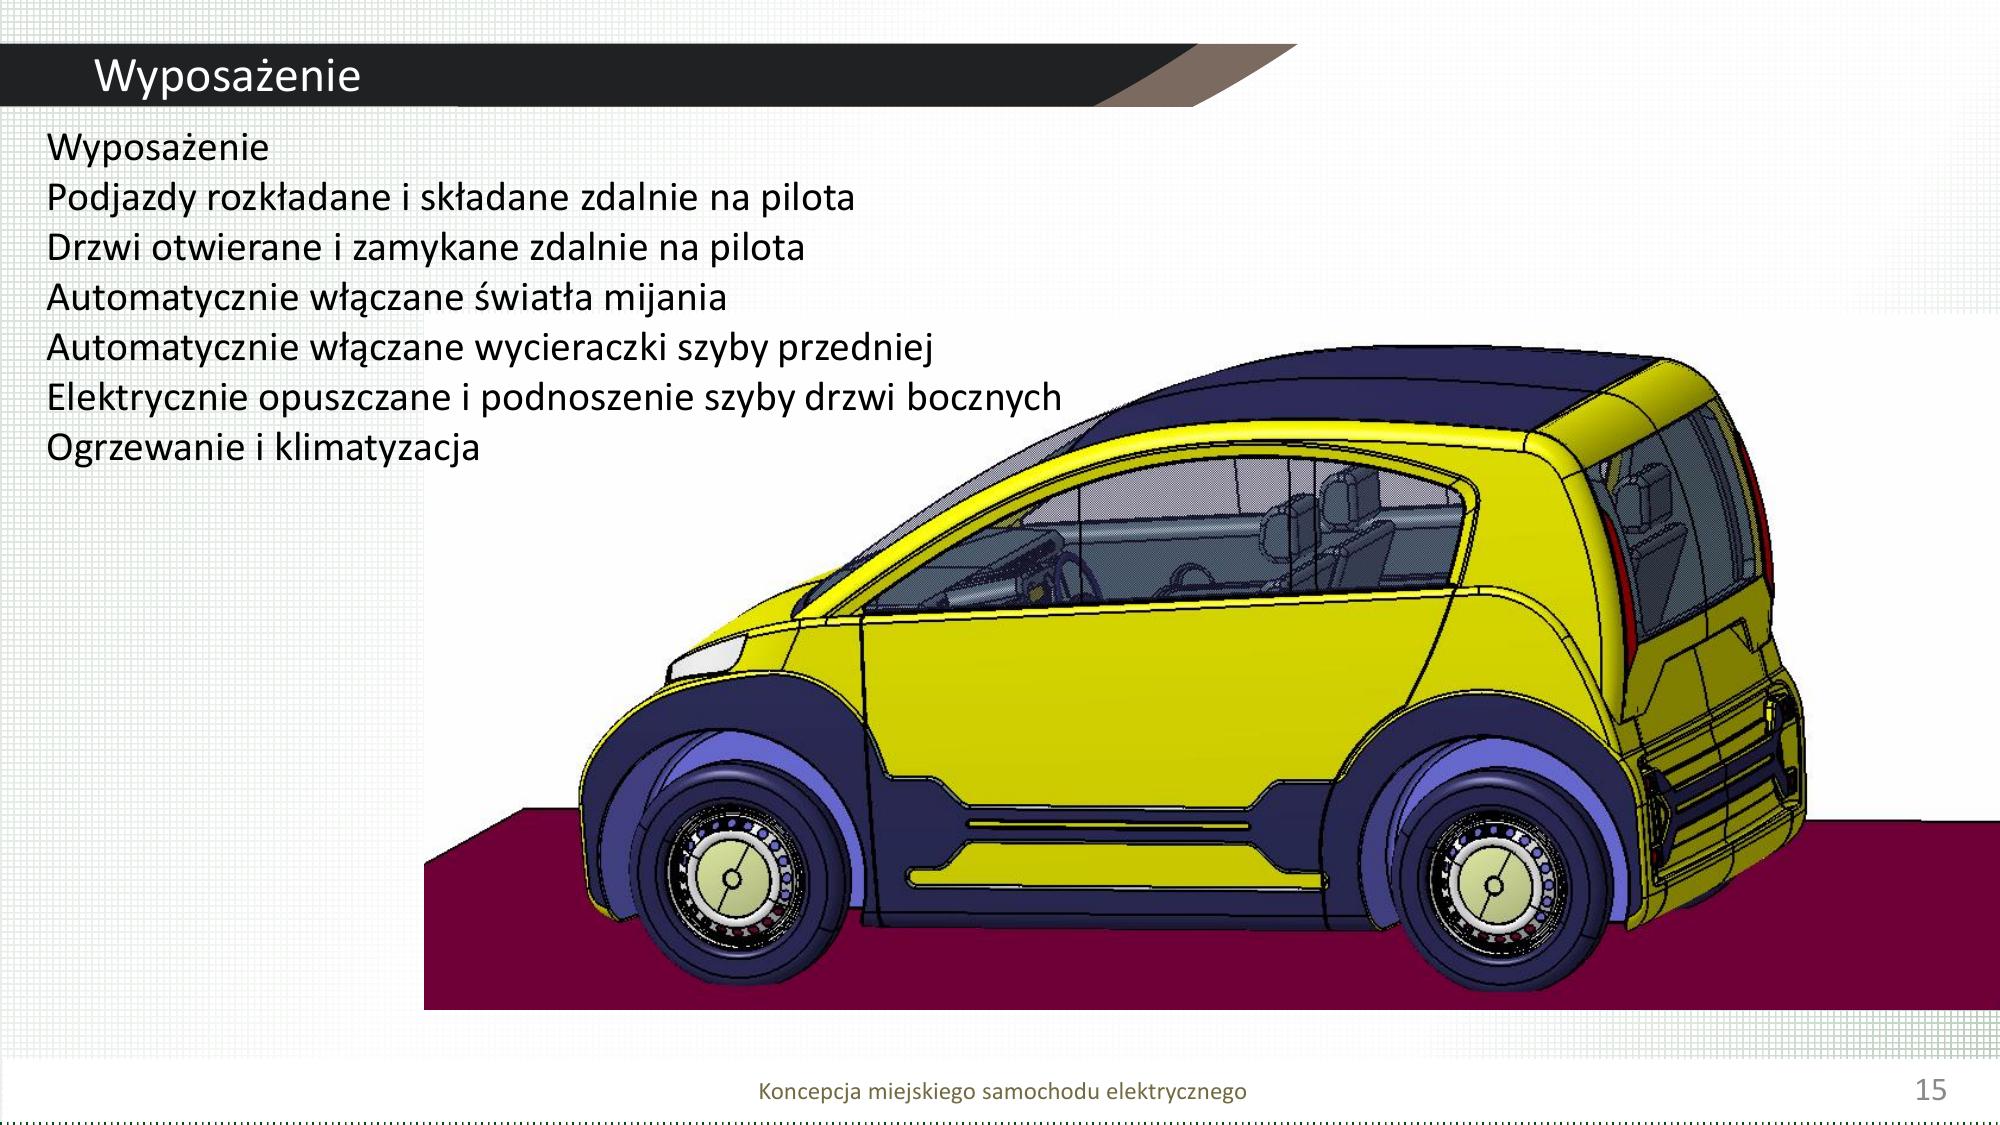 Wyposażenie
Wyposażenie
Podjazdy rozkładane i składane zdalnie na pilota
Drzwi otwierane i zamykane zdalnie na pilota
Automatycznie włączane światła mijania
Automatycznie włączane wycieraczki szyby przedniej
Elektrycznie opuszczane i podnoszenie szyby drzwi bocznych
Ogrzewanie i klimatyzacja
Koncepcja miejskiego samochodu elektrycznego
15